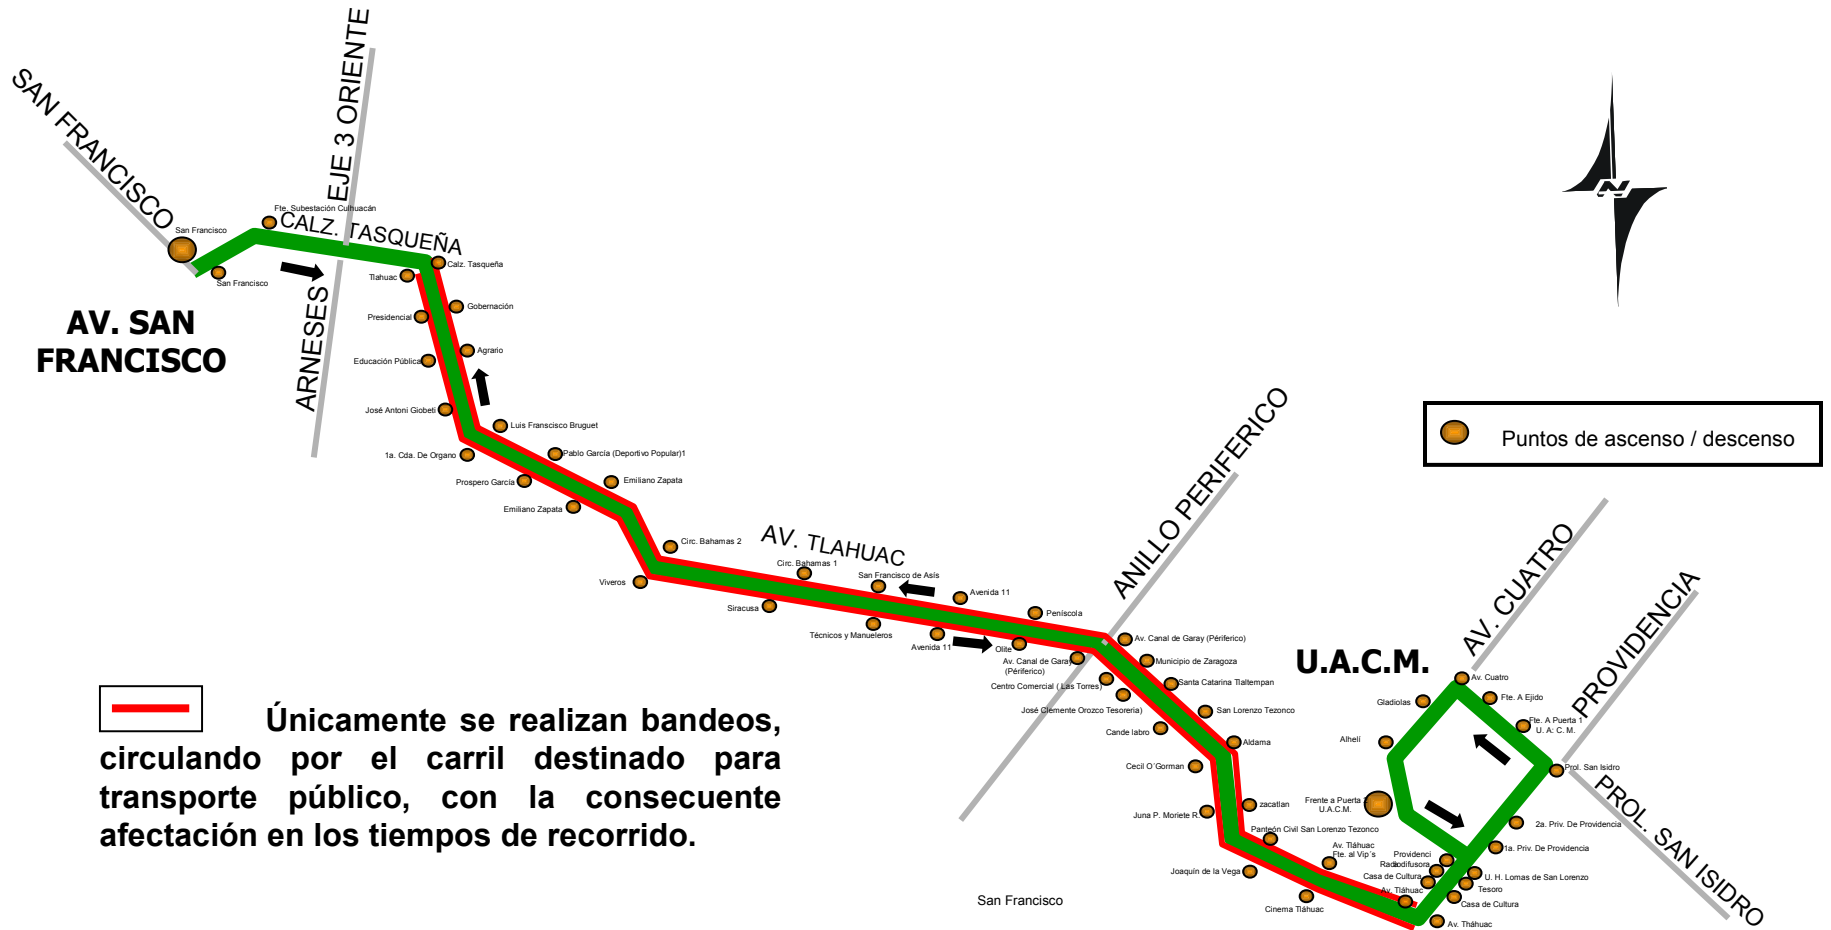 SAN FRANCISCO
EJE 3 ORIENTE
Fte. Subestación Culhuacán
CALZ. TASQUEÑA
San Francisco
San Francisco
Calz. Tasqueña
Tlahuac
AV. SAN
FRANCISCO
ARNESES
Gobernación
Presidencial
Agrario
Educación Pública
José Antoni Giobeti
Luis Franscisco Bruguet
1a. Cda. De Organo
Pablo García (Deportivo Popular)1
Prospero García
Emiliano Zapata
Emiliano Zapata
Circ. Bahamas 2
AV. TLAHUAC
Circ. Bahamas 1
San Francisco de Asís
Viveros
Siracusa
Avenida 11
Peníscola
Técnicos y Manueleros
Avenida 11
Olite
ANILLO PERIFERICO
N
Puntos de ascenso / descenso
Av. Canal de Garay (Périferico)
Av. Canal de Garay
(Périferico)
Municipio de Zaragoza
Centro Comercial ( Las Torres)
Santa Catarina Tlaltempan
José Clemente Orozco Tesoreria)
San Lorenzo Tezonco
Cande labro
Aldama
Cecil O´Gorman
zacatlan
Juna P. Moriete R.
Panteón Civil San Lorenzo Tezonco
Av. Tláhuac
Fte. al Vip´s
Joaquín de la Vega
Cinema Tláhuac
U.A.C.M.
AV. CUATRO
PROVIDENCIA
PROL. SAN ISIDRO
Av. Cuatro
Gladiolas
Fte. A Ejido
Fte. A Puerta 1
U. A: C. M.
Alhelí
Prol. San Isidro
Frente a Puerta 2
U.A.C.M.
2a. Priv. De Providencia
1a. Priv. De Providencia
Providenci
Radiodifusora
Casa de Cultura
U. H. Lomas de San Lorenzo
Tesoro
Av. Tláhuac
Casa de Cultura
Av. Tháhuac
San Francisco
Únicamente se realizan bandeos,
circulando por el carril destinado para
transporte público, con la consecuente
afectación en los tiempos de recorrido.